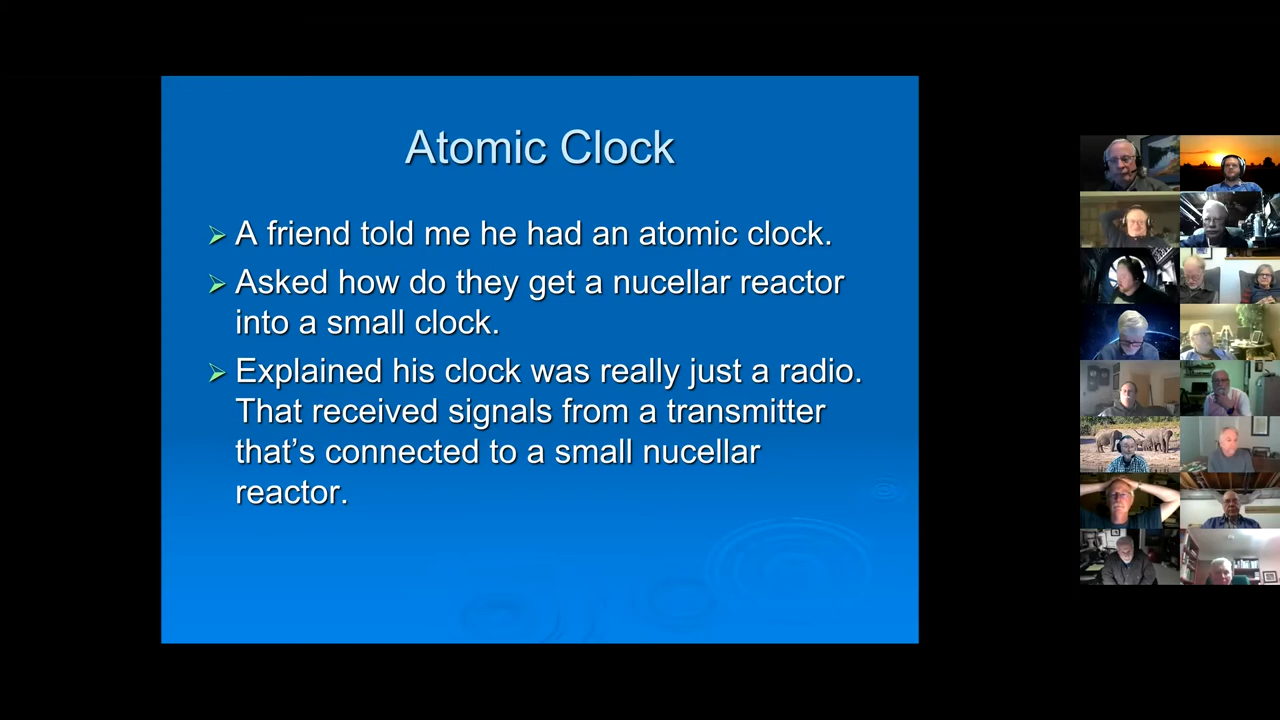 Atomic Clock
A friend told me he had an atomic clock.
Asked how do they get a nucellar reactor
into a small clock.
Explained his clock was really just a radio.
That received signals from a transmitter
that's connected to a small nucellar
reactor.